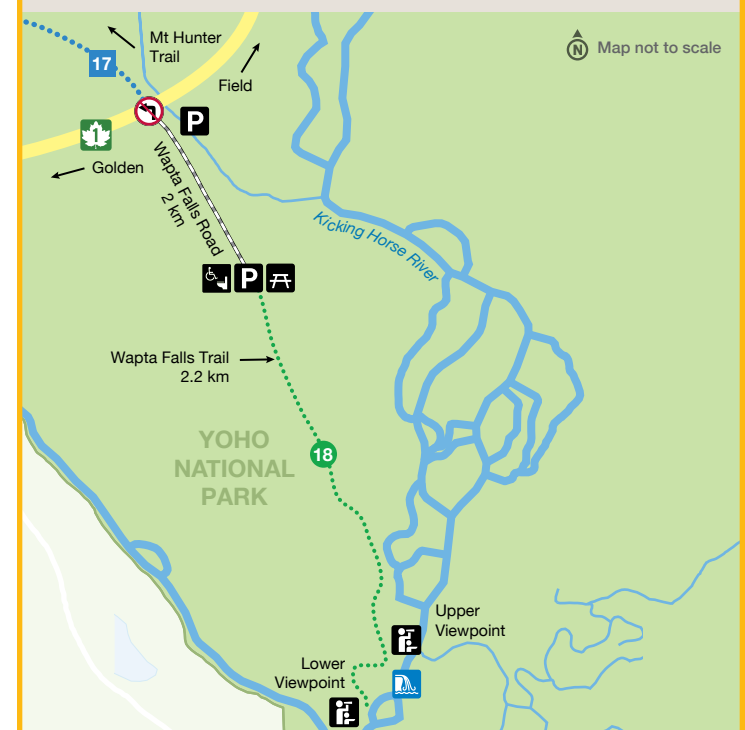 Mt Hunter
Trail
N
Map not to scale
17
Field
P
1
Golden
Wapta Falls Road
2 km
Kicking Horse River
P
Wapta Falls Trail
2.2 km
YOHO
NATIONAL
PARK
18
Upper
Viewpoint
Lower
Viewpoint